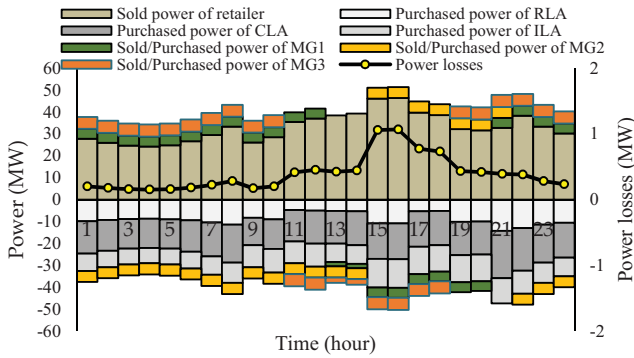 Sold power of retailer Purchased power of RLA
Purchased power of CLA Purchased power of ILA
Sold/Purchased power of MG1 Sold/Purchased power of MG2
Sold/Purchased power of MG3 Power losses
60 2
50
40
30 1
20
10
0 0
-10
1 3 5 7 9 11 13 15 17 19 21 23
-20
-30 -1
-40
-50
-60 -2
Power (MW)
Power losses (MW)
Time (hour)